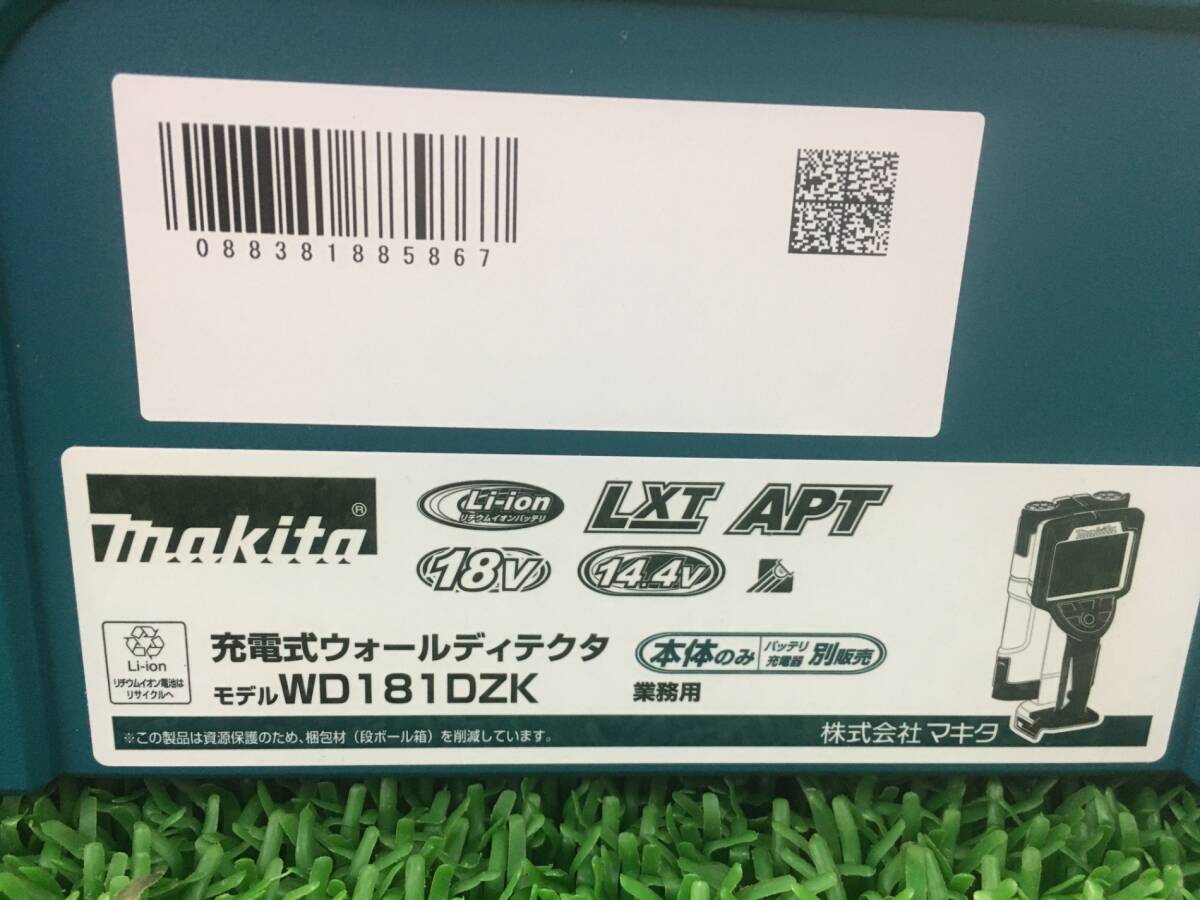 088381885867
makita®
Li-ion
リチウムイオンバッテリ
LXT
APT
18V
14.4V
Li-ion
リチウムイオン電池は
リサイクルへ
充電式ウォールディテクタ
モデルWD181DZK
本体のみ
バッテリ
充電器
別販売
業務用
※この製品は資源保護のため、梱包材（段ボール箱）を削減しています。
株式会社マキタ
makita